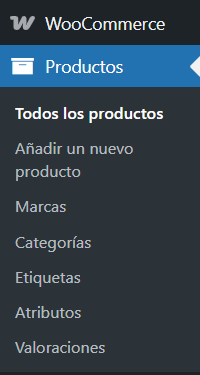 WooCommerce
Productos
Todos los productos
Añadir un nuevo
producto
Marcas
Categorías
Etiquetas
Atributos
Valoraciones